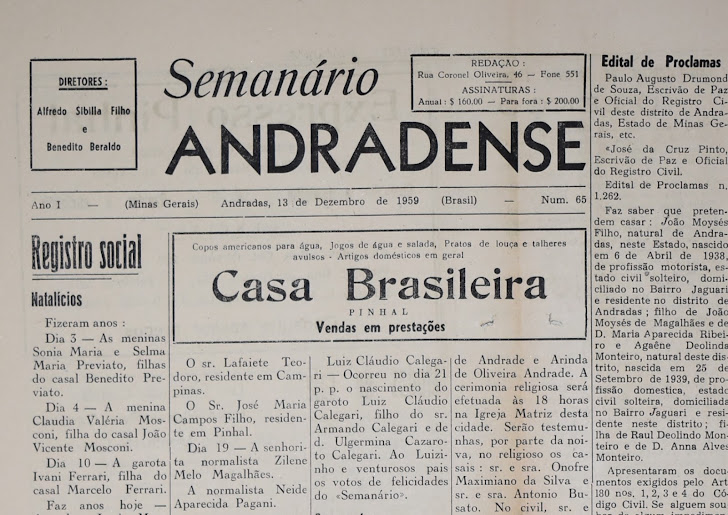 DIRETORES :
Alfredo Sibilla Filho
e
Benedito Beraldo
Semanário
ANDRADENSE
REDAÇÃO :
Rua Coronel Oliveira, 46 — Fone 551
ASSINATURAS :
Anual : $ 160.00 — Para fora : $ 200.00
Ano I — (Minas Gerais) Andradas, 13 de Dezembro de 1959 (Brasil) — Num. 65
Registro social
Natalícios
Fizeram anos :
Dia 3 — As meninas
Sonia Maria e Selma
Maria Previato, filhas
do casal Benedito Pre-
viato.
Dia 4 — A menina
Claudia Valéria Mos-
coni, filha do casal João
Vicente Mosconi.
Dia 10 — A garota
Ivani Ferrari, filha do
casal Marcelo Ferrari.
Faz anos hoje —
Copos americanos para água, Jogos de água e salada, Pratos de louça e talheres
avulsos - Artigos domésticos em geral
Casa Brasileira
PINHAL
Vendas em prestações
O sr. Lafaiete Teo-
doro, residente em Cam-
pinas.
O Sr. José Maria
Campos Filho, residen-
te em Pinhal.
Dia 19 — A senhori-
ta normalista Zilene
Melo Magalhães.
A normalista Neide
Aparecida Pagani.
Luiz Cláudio Calega-
ri — Ocorreu no dia 21
p. p. o nascimento do
garoto Luiz Cláudio
Calegari, filho do sr.
Armando Calegari e de
d. Ulgermina Cazaro-
to Calegari. Ao Luizi-
nho e venturosos pais
os votos de felicidades
do «Semanário».
de Andrade e Arinda
de Oliveira Andrade. A
cerimonia religiosa será
efetuada às 18 horas
na Igreja Matriz desta
cidade. Serão testemu-
nhas, por parte da noi-
va, no religioso os ca-
sais : sr. e sra. Onofre
Maximiano da Silva e
sr. e sra. Antonio Bu-
sato. No civil, sr. e
Edital de Proclamas
Paulo Augusto Drumond
de Souza, Escrivão de Paz
e Oficial do Registro Ci-
vil deste distrito de Andra-
das, Estado de Minas Ge-
rais, etc.
«José da Cruz Pinto,
Escrivão de Paz e Oficial
do Registro Civil.
Edital de Proclamas n.
1.262.
Faz saber que preten-
dem casar : João Moysés
Filho, natural de Andra-
das, neste Estado, nascido
em 6 de Abril de 1938,
de profissão motorista, es-
tado civil solteiro, domi-
ciliado no Bairro Jaguari
e residente no distrito de
Andradas ; filho de João
Moysés de Magalhães e de
D. Maria Aparecida Ribei-
ro e Agaêne Deolinda
Monteiro, natural deste dis-
trito, nascida em 25 de
Setembro de 1939, de pro-
fissão domestica, estado
civil solteira, domiciliada
no Bairro Jaguari e resi-
dente neste distrito ; fi-
lha de Raul Deolindo Mon-
teiro e de D. Anna Alves
Monteiro.
Apresentaram os docu-
mentos exigidos pelo Art
180 nos. 1, 2, 3 e 4 do Có-
digo Civil. Se alguem sou-